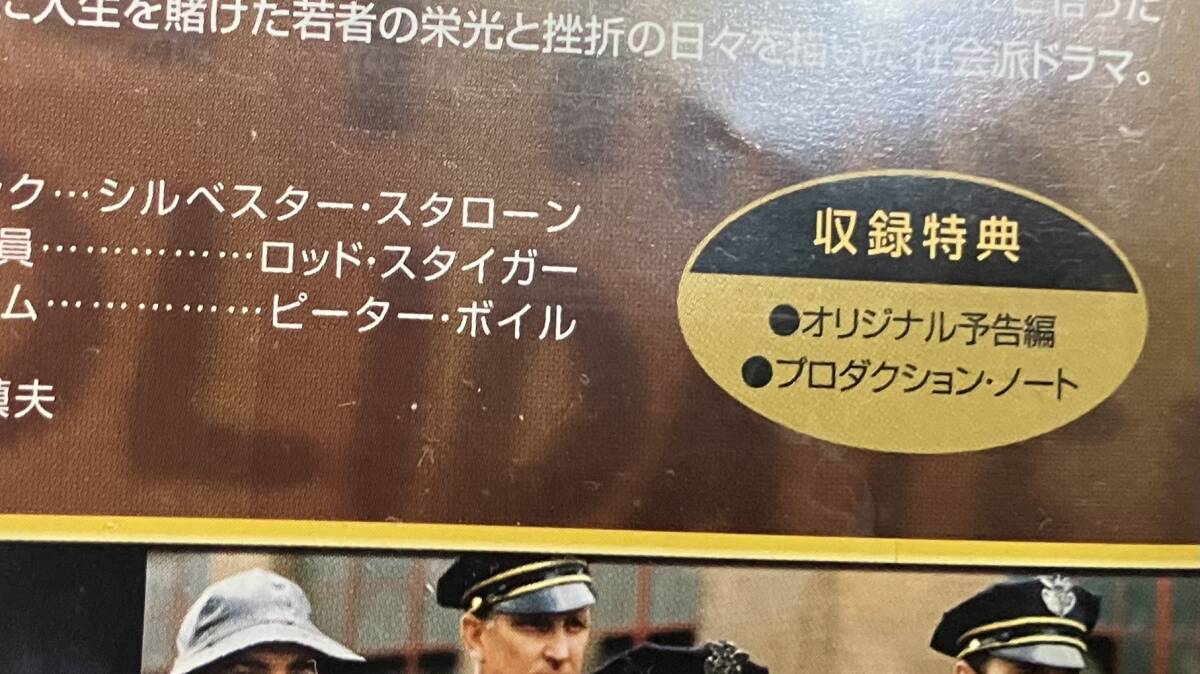 人生を賭けた若者の栄光と挫折の日々を描いた社会派ドラマ。
ック…シルベスター・スタローン
員……………ロッド・スタイガー
ム……………ピーター・ボイル
慎夫
収録特典
●オリジナル予告編
●プロダクション・ノート